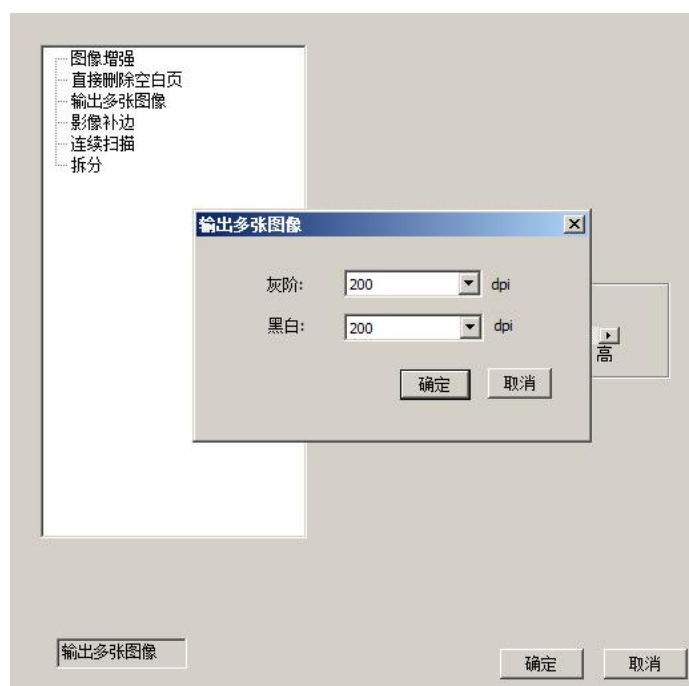 图像增强
直接删除空白页
输出多张图像
影像补边
连续扫描
拆分
输出多张图像
灰阶: 200 dpi
黑白: 200 dpi
高
确定 取消
输出多张图像
确定 取消